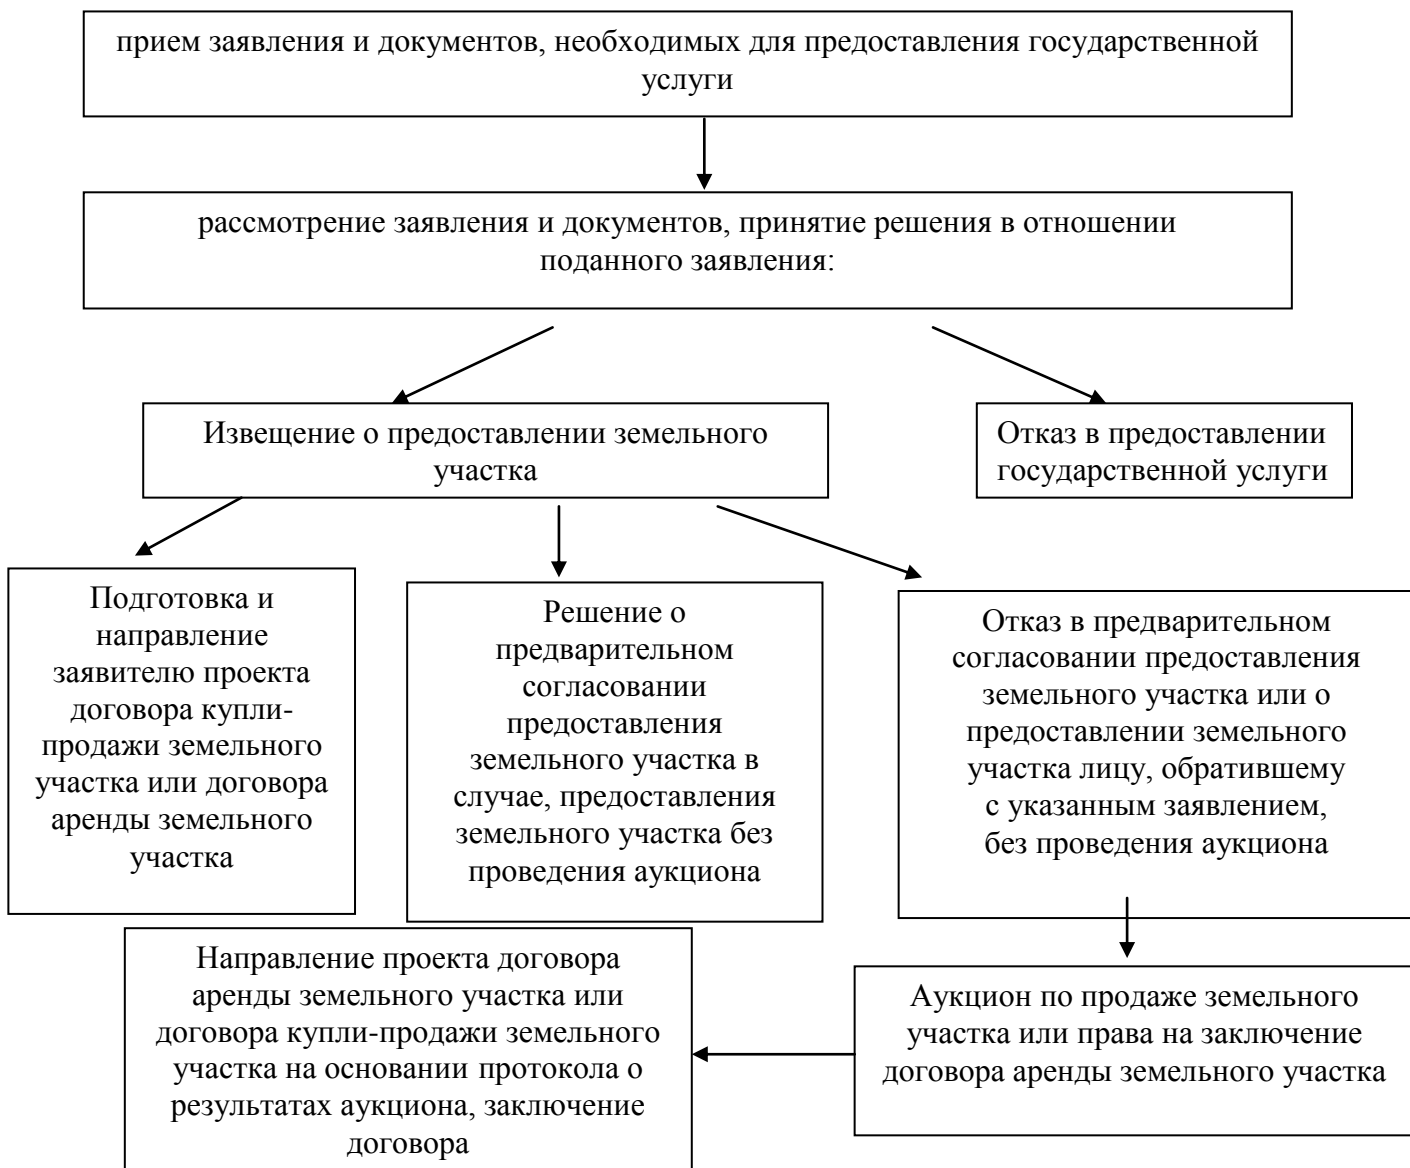 прием заявления и документов, необходимых для предоставления государственной
услуги
рассмотрение заявления и документов, принятие решения в отношении
поданного заявления:
Извещение о предоставлении земельного
участка
Отказ в предоставлении
государственной услуги
Подготовка и
направление
заявителю проекта
договора купли-
продажи земельного
участка или договора
аренды земельного
участка
Решение о
предварительном
согласовании
предоставления
земельного участка в
случае, предоставления
земельного участка без
проведения аукциона
Отказ в предварительном
согласовании предоставления
земельного участка или о
предоставлении земельного
участка лицу, обратившему
с указанным заявлением,
без проведения аукциона
Направление проекта договора
аренды земельного участка или
договора купли-продажи земельного
участка на основании протокола о
результатах аукциона, заключение
договора
Аукцион по продаже земельного
участка или права на заключение
договора аренды земельного участка